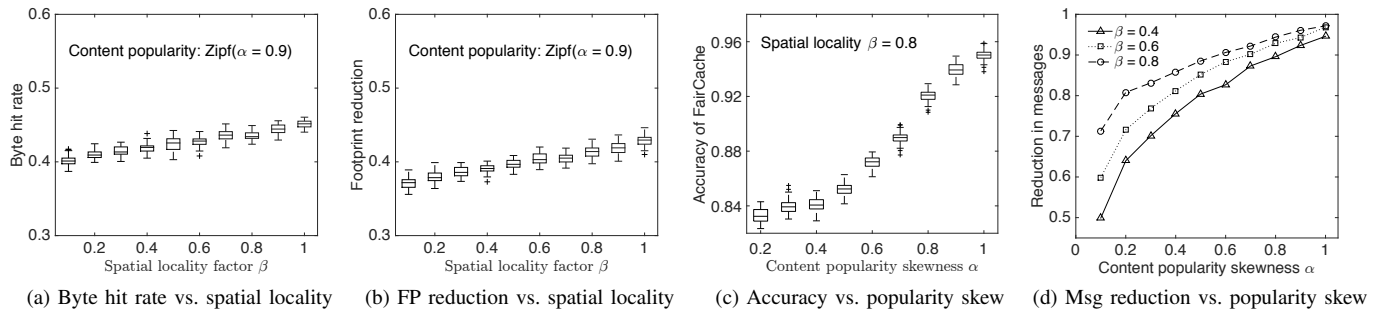 0.6
0.5
0.4
0.3
Byte hit rate
Content popularity: Zipf(α = 0.9)
0.2 0.4 0.6 0.8 1
Spatial locality factor β
(a) Byte hit rate vs. spatial locality
0.6
0.5
0.4
0.3
Footprint reduction
Content popularity: Zipf(α = 0.9)
0.2 0.4 0.6 0.8 1
Spatial locality factor β
(b) FP reduction vs. spatial locality
0.96
0.92
0.88
0.84
Accuracy of FairCache
Spatial locality β = 0.8
0.2 0.4 0.6 0.8 1
Content popularity skewness α
(c) Accuracy vs. popularity skew
1
0.9
0.8
0.7
0.6
0.5
Reduction in messages
β = 0.4
β = 0.6
β = 0.8
0 0.2 0.4 0.6 0.8 1
Content popularity skewness α
(d) Msg reduction vs. popularity skew